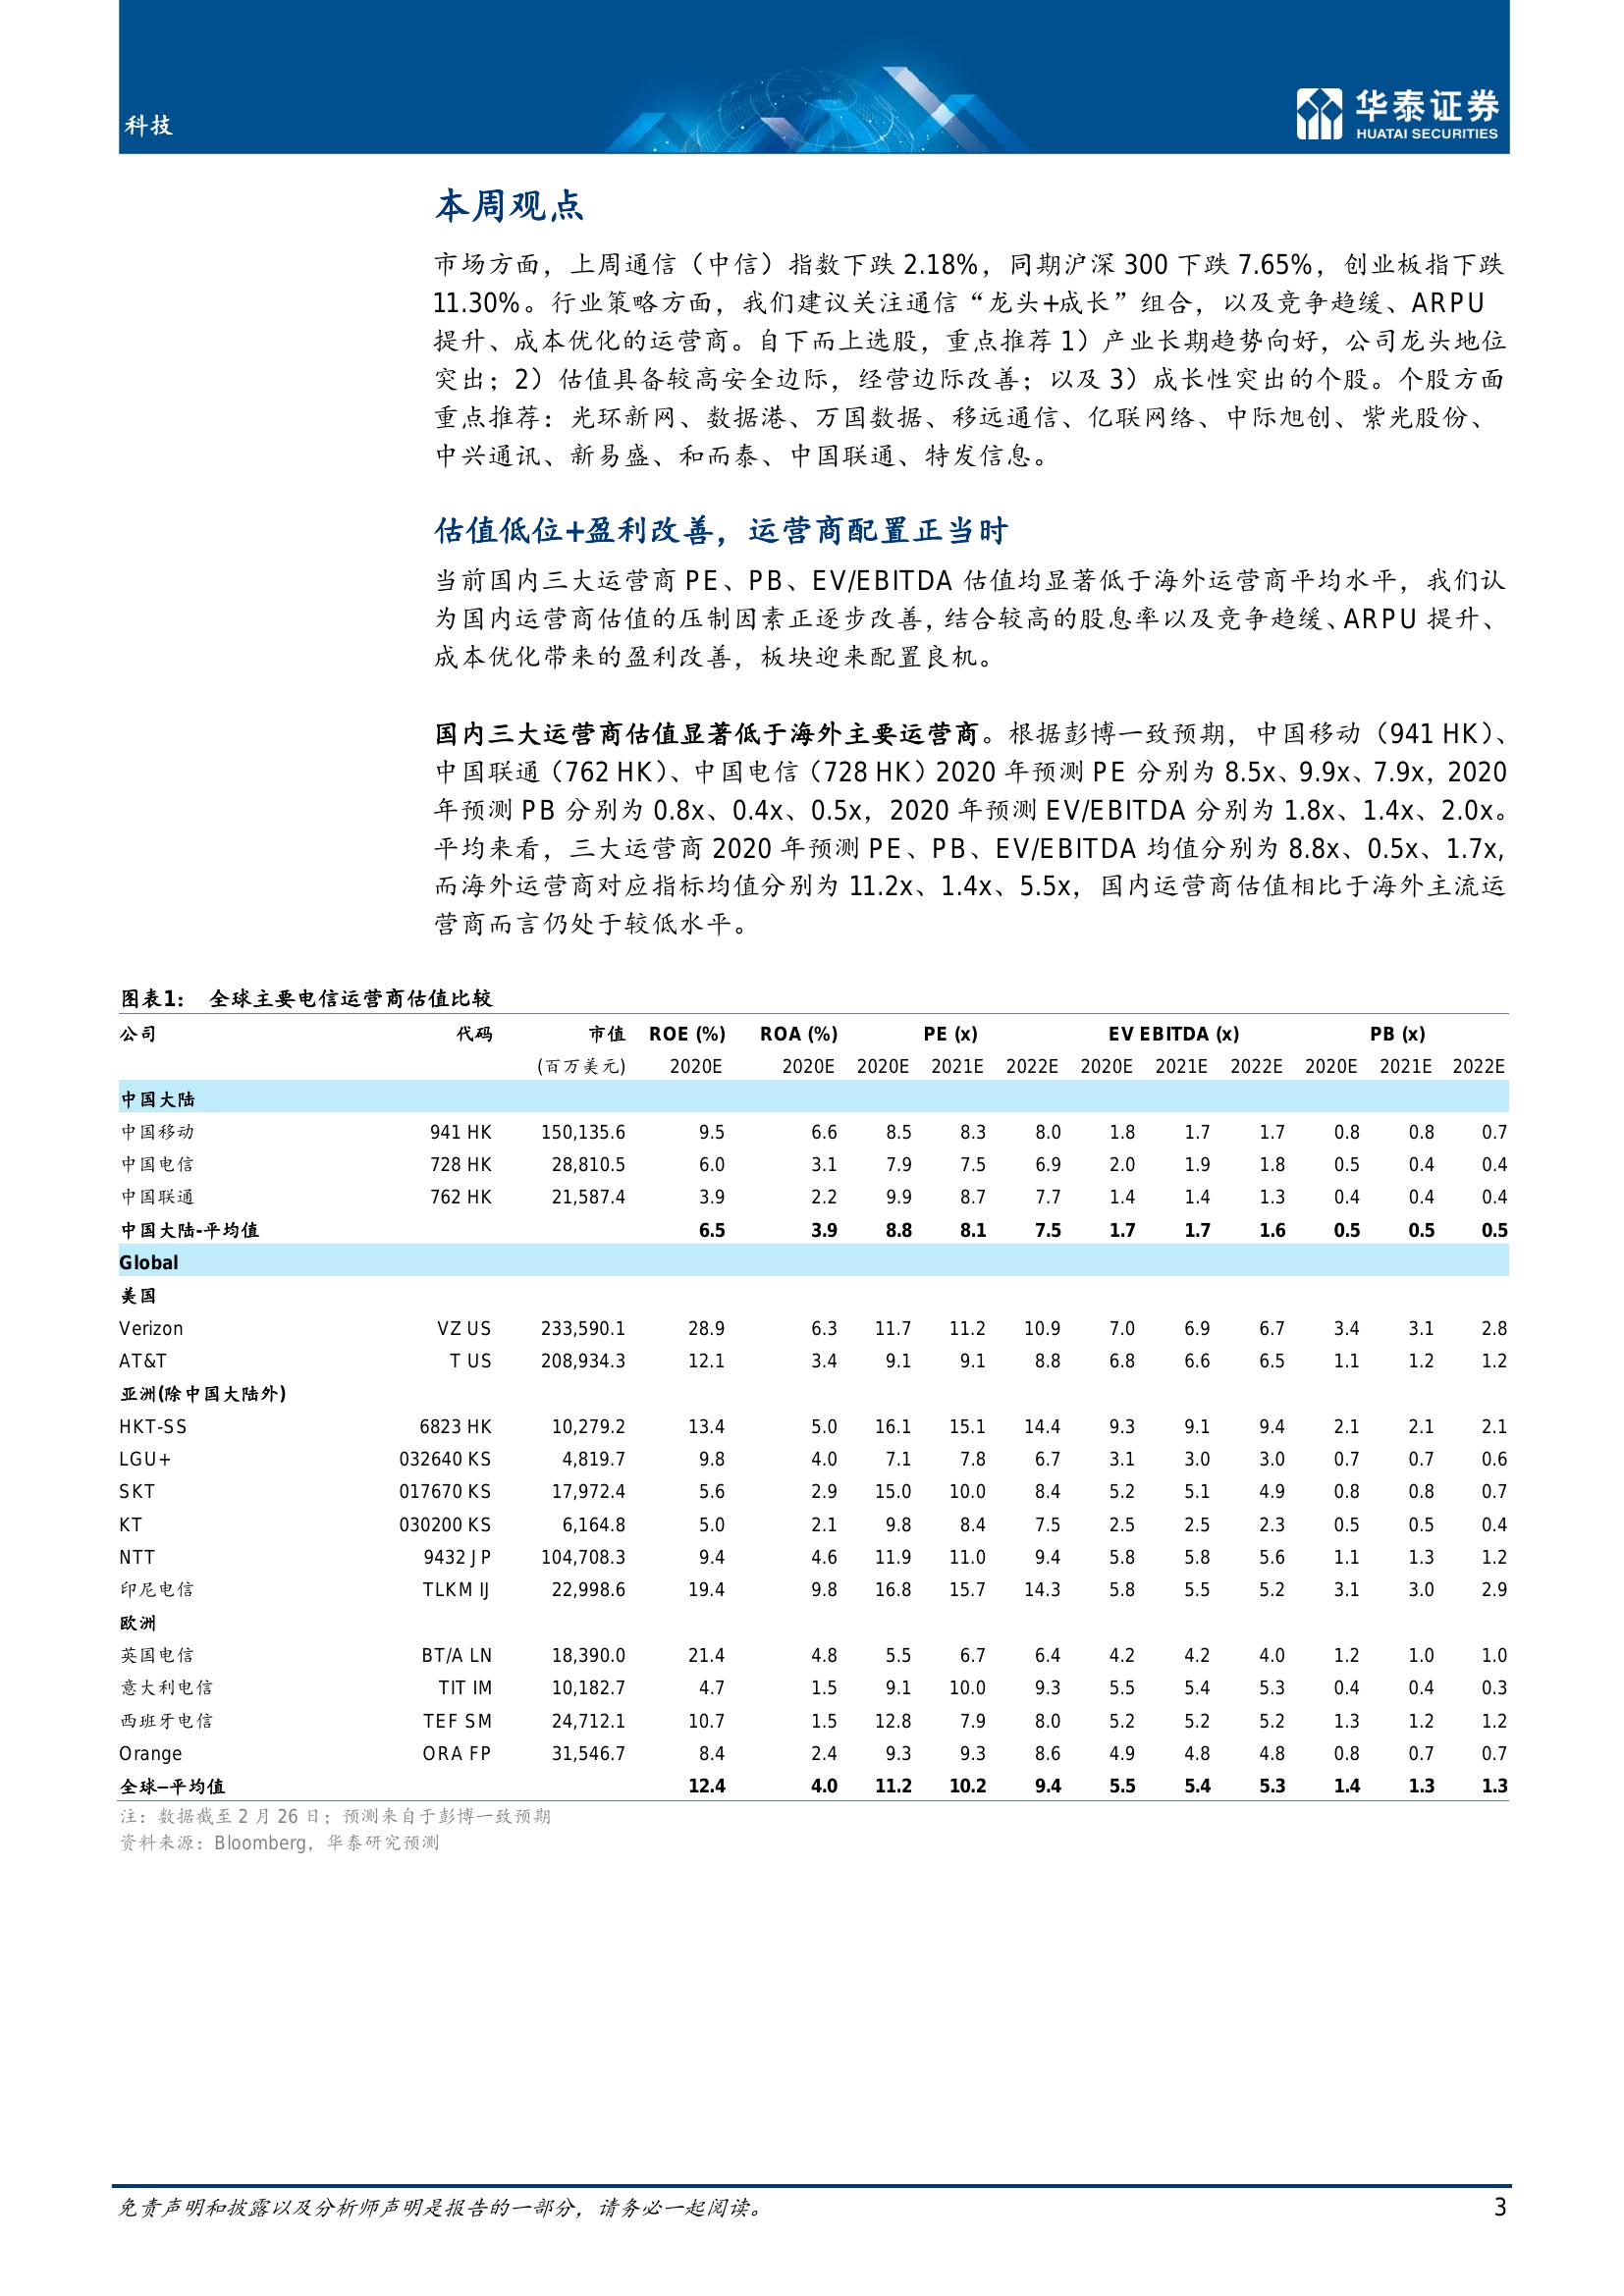 科技
华泰证券
HUATAI SECURITIES
本周观点
市场方面，上周通信（中信）指数下跌 2.18%，同期沪深 300 下跌 7.65%，创业板指下跌
11.30%。行业策略方面，我们建议关注通信“龙头+成长”组合，以及竞争趋缓、ARPU
提升、成本优化的运营商。自下而上选股，重点推荐 1）产业长期趋势向好，公司龙头地位
突出；2）估值具备较高安全边际，经营边际改善；以及 3）成长性突出的个股。个股方面
重点推荐：光环新网、数据港、万国数据、移远通信、亿联网络、中际旭创、紫光股份、
中兴通讯、新易盛、和而泰、中国联通、特发信息。
估值低位+盈利改善，运营商配置正当时
当前国内三大运营商 PE、PB、EV/EBITDA 估值均显著低于海外运营商平均水平，我们认
为国内运营商估值的压制因素正逐步改善，结合较高的股息率以及竞争趋缓、ARPU 提升、
成本优化带来的盈利改善，板块迎来配置良机。
国内三大运营商估值显著低于海外主要运营商。根据彭博一致预期，中国移动（941 HK）、
中国联通（762 HK）、中国电信（728 HK）2020 年预测 PE 分别为 8.5x、9.9x、7.9x，2020
年预测 PB 分别为 0.8x、0.4x、0.5x，2020 年预测 EV/EBITDA 分别为 1.8x、1.4x、2.0x。
平均来看，三大运营商 2020 年预测 PE、PB、EV/EBITDA 均值分别为 8.8x、0.5x、1.7x,
而海外运营商对应指标均值分别为 11.2x、1.4x、5.5x，国内运营商估值相比于海外主流运
营商而言仍处于较低水平。
图表1： 全球主要电信运营商估值比较
公司 代码 市值 ROE (%) ROA (%) PE (x) EV EBITDA (x) PB (x)
(百万美元) 2020E 2020E 2020E 2021E 2022E 2020E 2021E 2022E 2020E 2021E 2022E
中国大陆
中国移动 941 HK 150,135.6 9.5 6.6 8.5 8.3 8.0 1.8 1.7 1.7 0.8 0.8 0.7
中国电信 728 HK 28,810.5 6.0 3.1 7.9 7.5 6.9 2.0 1.9 1.8 0.5 0.4 0.4
中国联通 762 HK 21,587.4 3.9 2.2 9.9 8.7 7.7 1.4 1.4 1.3 0.4 0.4 0.4
中国大陆-平均值 6.5 3.9 8.8 8.1 7.5 1.7 1.7 1.6 0.5 0.5 0.5
Global
美国
Verizon VZ US 233,590.1 28.9 6.3 11.7 11.2 10.9 7.0 6.9 6.7 3.4 3.1 2.8
AT&T T US 208,934.3 12.1 3.4 9.1 9.1 8.8 6.8 6.6 6.5 1.1 1.2 1.2
亚洲(除中国大陆外)
HKT-SS 6823 HK 10,279.2 13.4 5.0 16.1 15.1 14.4 9.3 9.1 9.4 2.1 2.1 2.1
LGU+ 032640 KS 4,819.7 9.8 4.0 7.1 7.8 6.7 3.1 3.0 3.0 0.7 0.7 0.6
SKT 017670 KS 17,972.4 5.6 2.9 15.0 10.0 8.4 5.2 5.1 4.9 0.8 0.8 0.7
KT 030200 KS 6,164.8 5.0 2.1 9.8 8.4 7.5 2.5 2.5 2.3 0.5 0.5 0.4
NTT 9432 JP 104,708.3 9.4 4.6 11.9 11.0 9.4 5.8 5.8 5.6 1.1 1.3 1.2
印尼电信 TLKM IJ 22,998.6 19.4 9.8 16.8 15.7 14.3 5.8 5.5 5.2 3.1 3.0 2.9
欧洲
英国电信 BT/A LN 18,390.0 21.4 4.8 5.5 6.7 6.4 4.2 4.2 4.0 1.2 1.0 1.0
意大利电信 TIT IM 10,182.7 4.7 1.5 9.1 10.0 9.3 5.5 5.4 5.3 0.4 0.4 0.3
西班牙电信 TEF SM 24,712.1 10.7 1.5 12.8 7.9 8.0 5.2 5.2 5.2 1.3 1.2 1.2
Orange ORA FP 31,546.7 8.4 2.4 9.3 9.3 8.6 4.9 4.8 4.8 0.8 0.7 0.7
全球–平均值 12.4 4.0 11.2 10.2 9.4 5.5 5.4 5.3 1.4 1.3 1.3
注：数据截至 2 月 26 日；预测来自于彭博一致预期
资料来源：Bloomberg，华泰研究预测
免责声明和披露以及分析师声明是报告的一部分，请务必一起阅读。 3